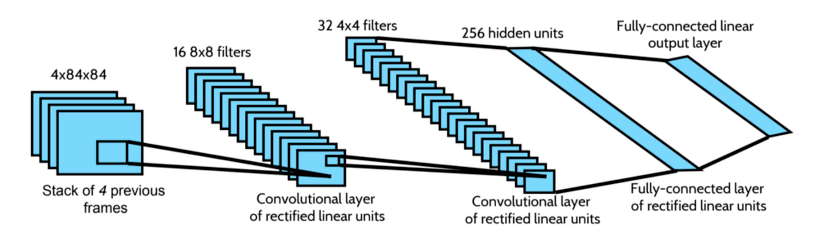 4x84x84
Stack of 4 previous
frames
16 8x8 filters
Convolutional layer
of rectified linear units
32 4x4 filters
Convolutional layer
of rectified linear units
256 hidden units
Fully-connected layer
of rectified linear units
Fully-connected linear
output layer